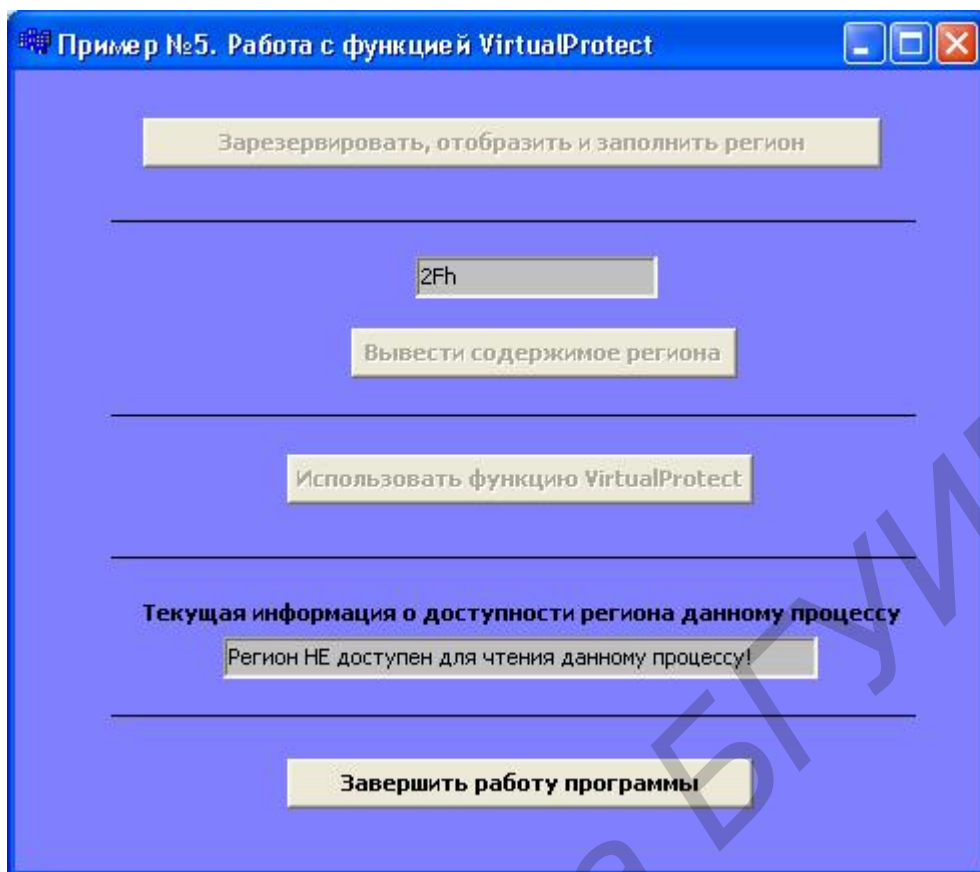 Пример №5. Работа с функцией VirtualProtect
Зарезервировать, отобразить и заполнить регион
2Fh
Вывести содержимое региона
Использовать функцию VirtualProtect
Текущая информация о доступности региона данному процессу
Регион НЕ доступен для чтения данному процессу!
Завершить работу программы